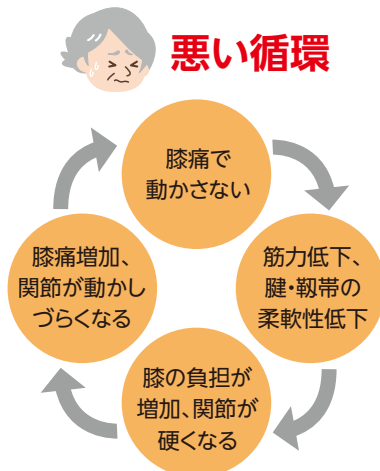 悪い循環
膝痛で
動かさない
筋力低下、
腱・靱帯の
柔軟性低下
膝の負担が
増加、関節が
硬くなる
膝痛増加、
関節が動かし
づらくなる